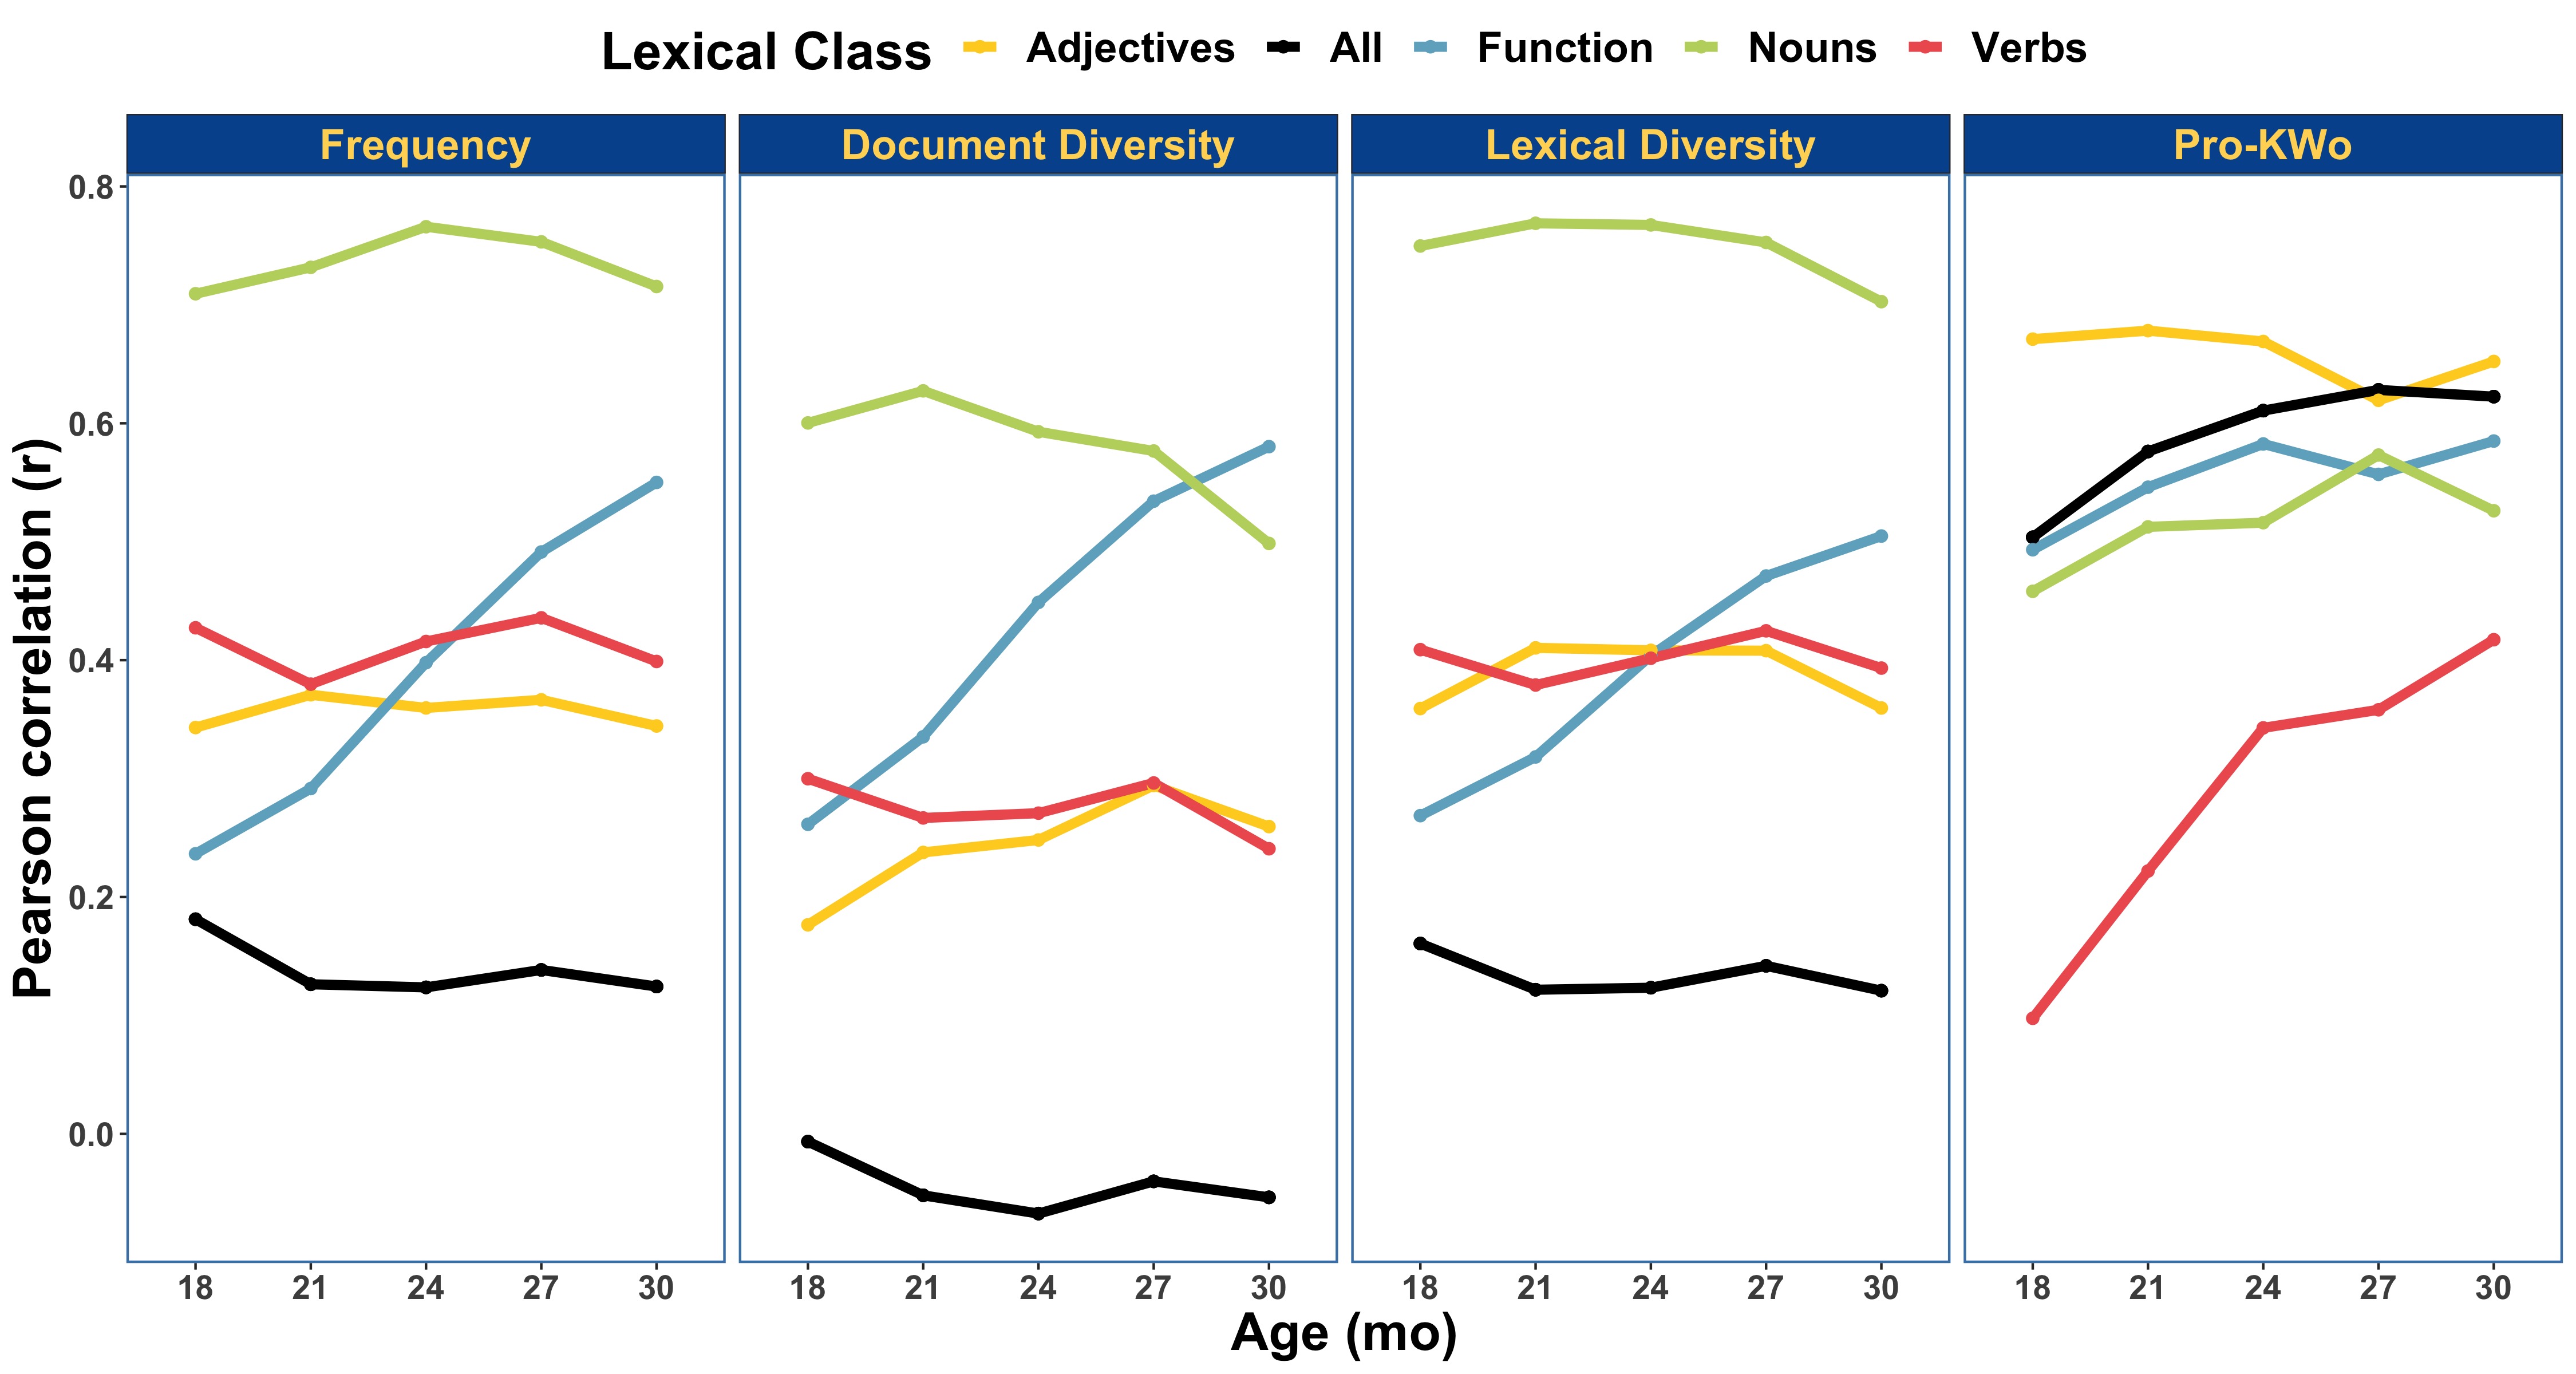 Lexical Class Adjectives All Function Nouns Verbs
Frequency Document Diversity Lexical Diversity Pro-KWo
Pearson correlation (r)
0.8
0.6
0.4
0.2
0.0
18 21 24 27 30 18 21 24 27 30 18 21 24 27 30 18 21 24 27 30
Age (mo)